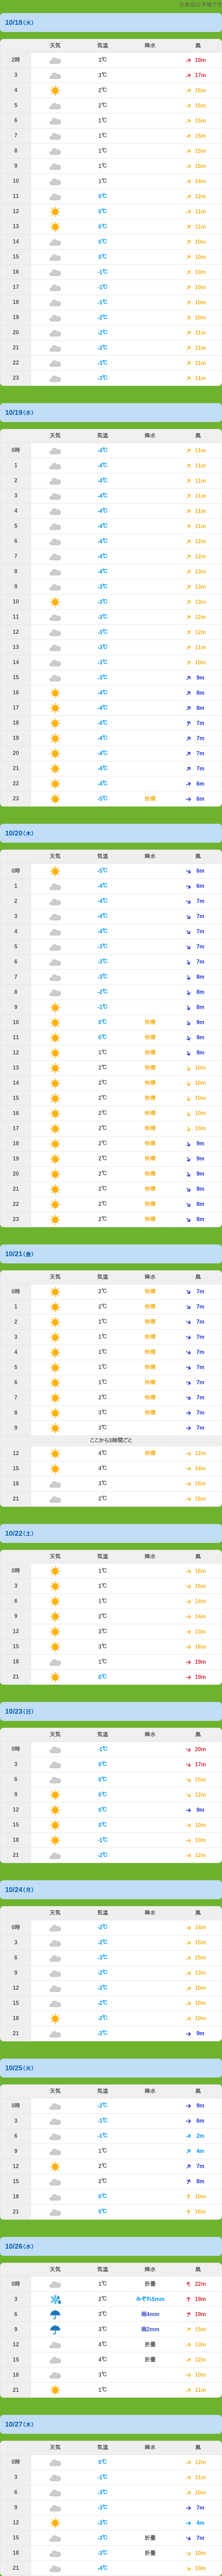 10/18(火)
天気 気温 降水 風
2時 3℃ 19m
3 3℃ 17m
4 2℃ 16m
5 2℃ 16m
6 1℃ 15m
7 1℃ 15m
8 1℃ 15m
9 1℃ 15m
10 1℃ 14m
11 0℃ 12m
12 0℃ 11m
13 0℃ 11m
14 0℃ 10m
15 0℃ 10m
16 -1℃ 10m
17 -1℃ 10m
18 -1℃ 10m
19 -2℃ 10m
20 -2℃ 11m
21 -2℃ 11m
22 -3℃ 11m
23 -3℃ 11m
10/19(水)
天気 気温 降水 風
0時 -4℃ 11m
1 -4℃ 11m
2 -4℃ 11m
3 -4℃ 11m
4 -4℃ 11m
5 -4℃ 11m
6 -4℃ 12m
7 -4℃ 12m
8 -4℃ 13m
9 -3℃ 13m
10 -3℃ 13m
11 -3℃ 12m
12 -3℃ 12m
13 -3℃ 11m
14 -3℃ 10m
15 -3℃ 9m
16 -4℃ 8m
17 -4℃ 8m
18 -4℃ 7m
19 -4℃ 7m
20 -4℃ 7m
21 -4℃ 7m
22 -4℃ 6m
23 -5℃ 快晴 6m
10/20(木)
天気 気温 降水 風
0時 -5℃ 6m
1 -4℃ 6m
2 -4℃ 7m
3 -4℃ 7m
4 -4℃ 7m
5 -3℃ 7m
6 -3℃ 7m
7 -3℃ 8m
8 -2℃ 8m
9 -1℃ 8m
10 0℃ 快晴 9m
11 0℃ 快晴 9m
12 1℃ 快晴 9m
13 2℃ 快晴 10m
14 2℃ 快晴 10m
15 2℃ 快晴 10m
16 2℃ 快晴 10m
17 2℃ 快晴 10m
18 2℃ 快晴 9m
19 2℃ 快晴 9m
20 2℃ 快晴 9m
21 2℃ 快晴 9m
22 2℃ 快晴 8m
23 2℃ 快晴 8m
10/21(金)
天気 気温 降水 風
0時 2℃ 快晴 7m
1 2℃ 快晴 7m
2 1℃ 快晴 7m
3 1℃ 快晴 7m
4 1℃ 快晴 7m
5 1℃ 快晴 7m
6 1℃ 快晴 7m
7 2℃ 快晴 7m
8 3℃ 快晴 7m
9 3℃ 7m
ここから3時間ごと
12 4℃ 快晴 12m
15 4℃ 14m
18 3℃ 16m
21 2℃ 16m
10/22(土)
天気 気温 降水 風
0時 1℃ 16m
3 1℃ 15m
6 1℃ 14m
9 2℃ 14m
12 3℃ 13m
15 3℃ 16m
18 1℃ 19m
21 0℃ 19m
10/23(日)
天気 気温 降水 風
0時 -1℃ 20m
3 0℃ 17m
6 0℃ 15m
9 0℃ 12m
12 0℃ 9m
15 0℃ 10m
18 -1℃ 10m
21 -2℃ 12m
10/24(月)
天気 気温 降水 風
0時 -2℃ 14m
3 -2℃ 15m
6 -3℃ 15m
9 -2℃ 13m
12 -2℃ 10m
15 -2℃ 10m
18 -2℃ 10m
21 -2℃ 9m
10/25(火)
天気 気温 降水 風
0時 -2℃ 9m
3 -1℃ 6m
6 -1℃ 2m
9 1℃ 4m
12 2℃ 7m
15 2℃ 8m
18 0℃ 10m
21 0℃ 16m
10/26(水)
天気 気温 降水 風
0時 1℃ 折曇 22m
3 2℃ みぞれ5mm 19m
6 3℃ 雨4mm 19m
9 3℃ 雨2mm 15m
12 4℃ 折曇 13m
15 4℃ 折曇 12m
18 3℃ 10m
21 1℃ 11m
10/27(木)
天気 気温 降水 風
0時 0℃ 12m
3 -1℃ 11m
6 -3℃ 10m
9 -3℃ 7m
12 -3℃ 4m
15 -3℃ 折曇 7m
18 -3℃ 折曇 10m
21 -4℃ 10m